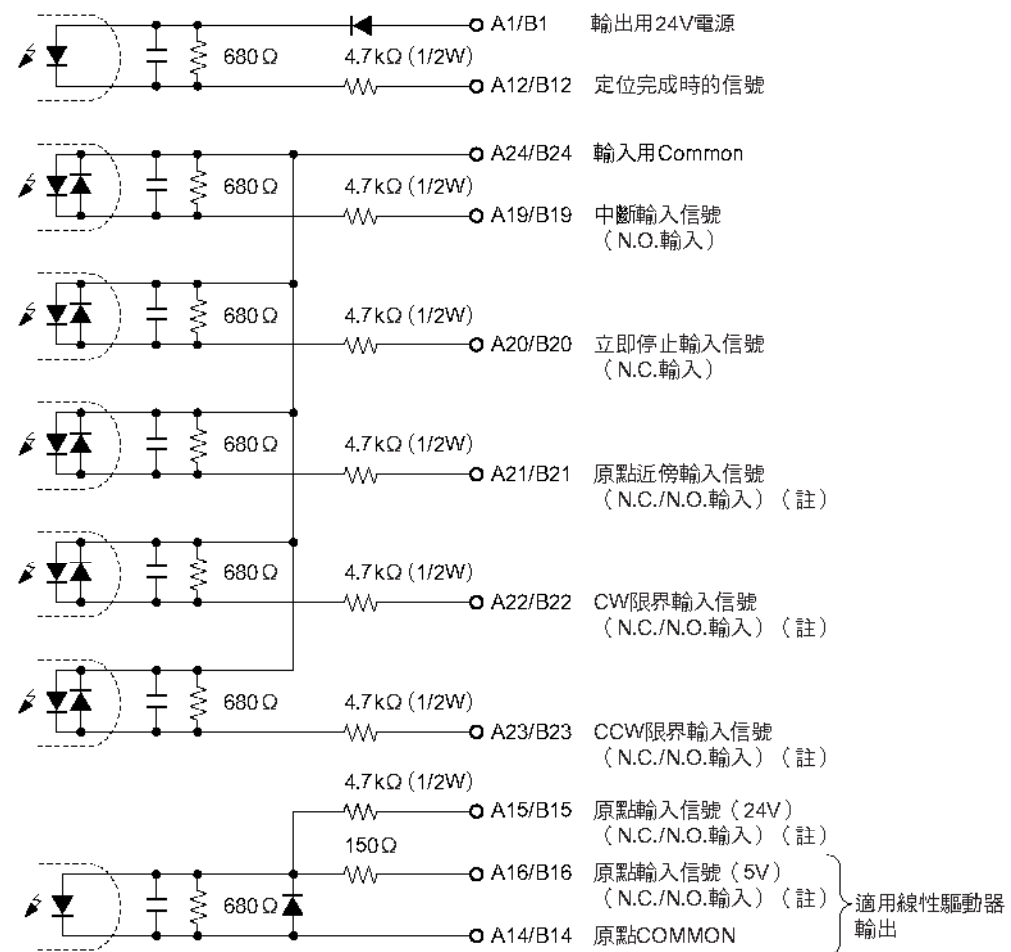 A1/B1 輸出用24V電源
680Ω 4.7kΩ (1/2W)
A12/B12 定位完成時的信號
A24/B24 輸入用Common
680Ω 4.7kΩ (1/2W)
A19/B19 中斷輸入信號
（N.O.輸入）
680Ω 4.7kΩ (1/2W)
A20/B20 立即停止輸入信號
（N.C.輸入）
680Ω 4.7kΩ (1/2W)
A21/B21 原點近傍輸入信號
（N.C./N.O.輸入）（註）
680Ω 4.7kΩ (1/2W)
A22/B22 CW限界輸入信號
（N.C./N.O.輸入）（註）
680Ω 4.7kΩ (1/2W)
A23/B23 CCW限界輸入信號
（N.C./N.O.輸入）（註）
4.7kΩ (1/2W)
A15/B15 原點輸入信號（24V）
（N.C./N.O.輸入）（註）
150Ω
A16/B16 原點輸入信號（5V）
（N.C./N.O.輸入）（註）
680Ω
適用線性驅動器
輸出
A14/B14 原點COMMON